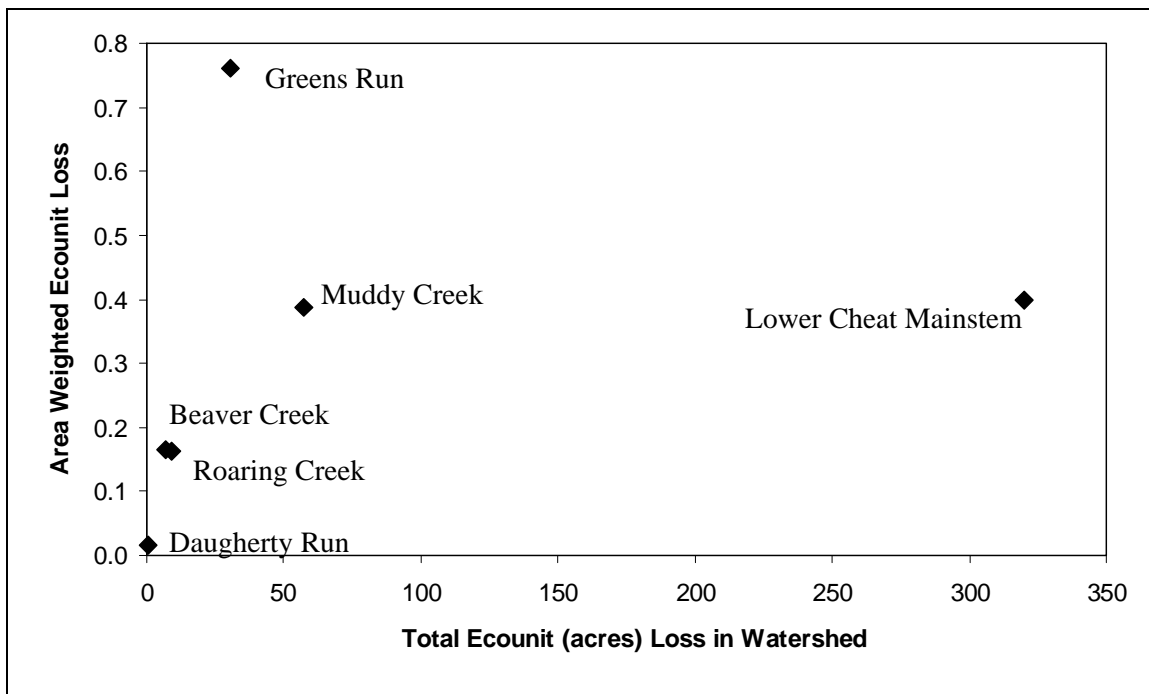 0.8
0.7
0.6
0.5
0.4
0.3
0.2
0.1
0.0
Area Weighted Ecounit Loss
Greens Run
Muddy Creek
Lower Cheat Mainstem
Beaver Creek
Roaring Creek
Daugherty Run
0 50 100 150 200 250 300 350
Total Ecounit (acres) Loss in Watershed